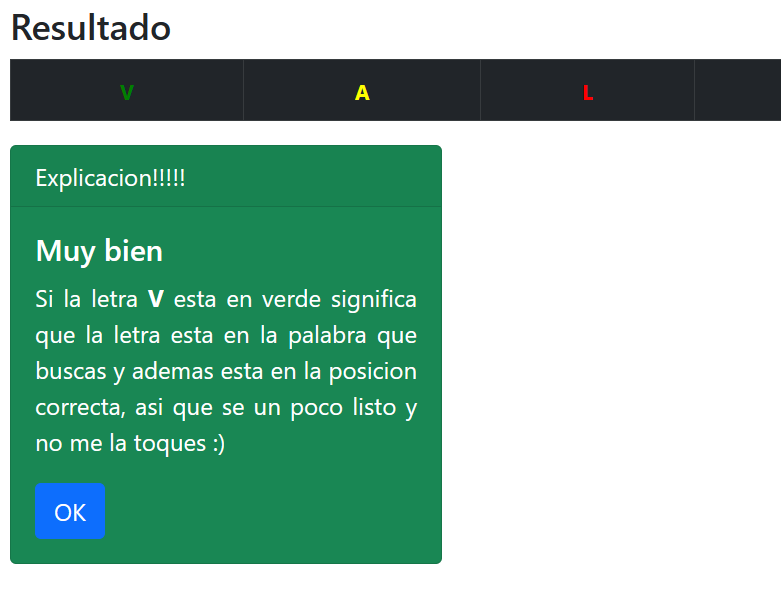 Resultado
V A L
Explicacion!!!!!
Muy bien
Si la letra V esta en verde significa
que la letra esta en la palabra que
buscas y ademas esta en la posicion
correcta, asi que se un poco listo y
no me la toques :)
OK